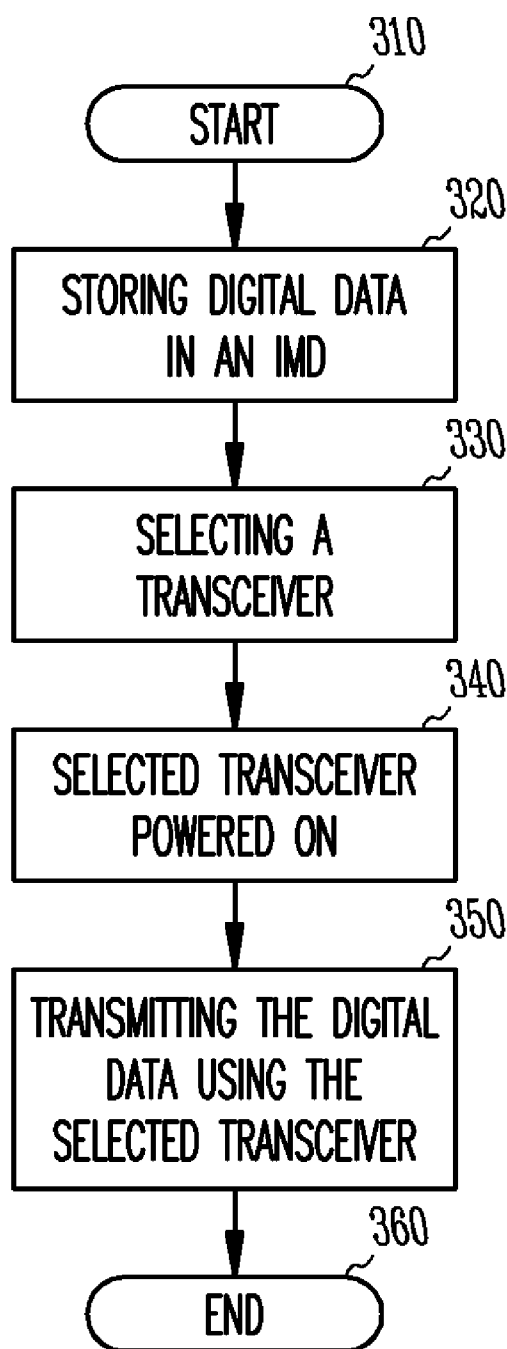 310
START
320
STORING DIGITAL DATA
IN AN IMD
330
SELECTING A
TRANSCEIVER
340
SELECTED TRANSCEIVER
POWERED ON
350
TRANSMITTING THE DIGITAL
DATA USING THE
SELECTED TRANSCEIVER
360
END